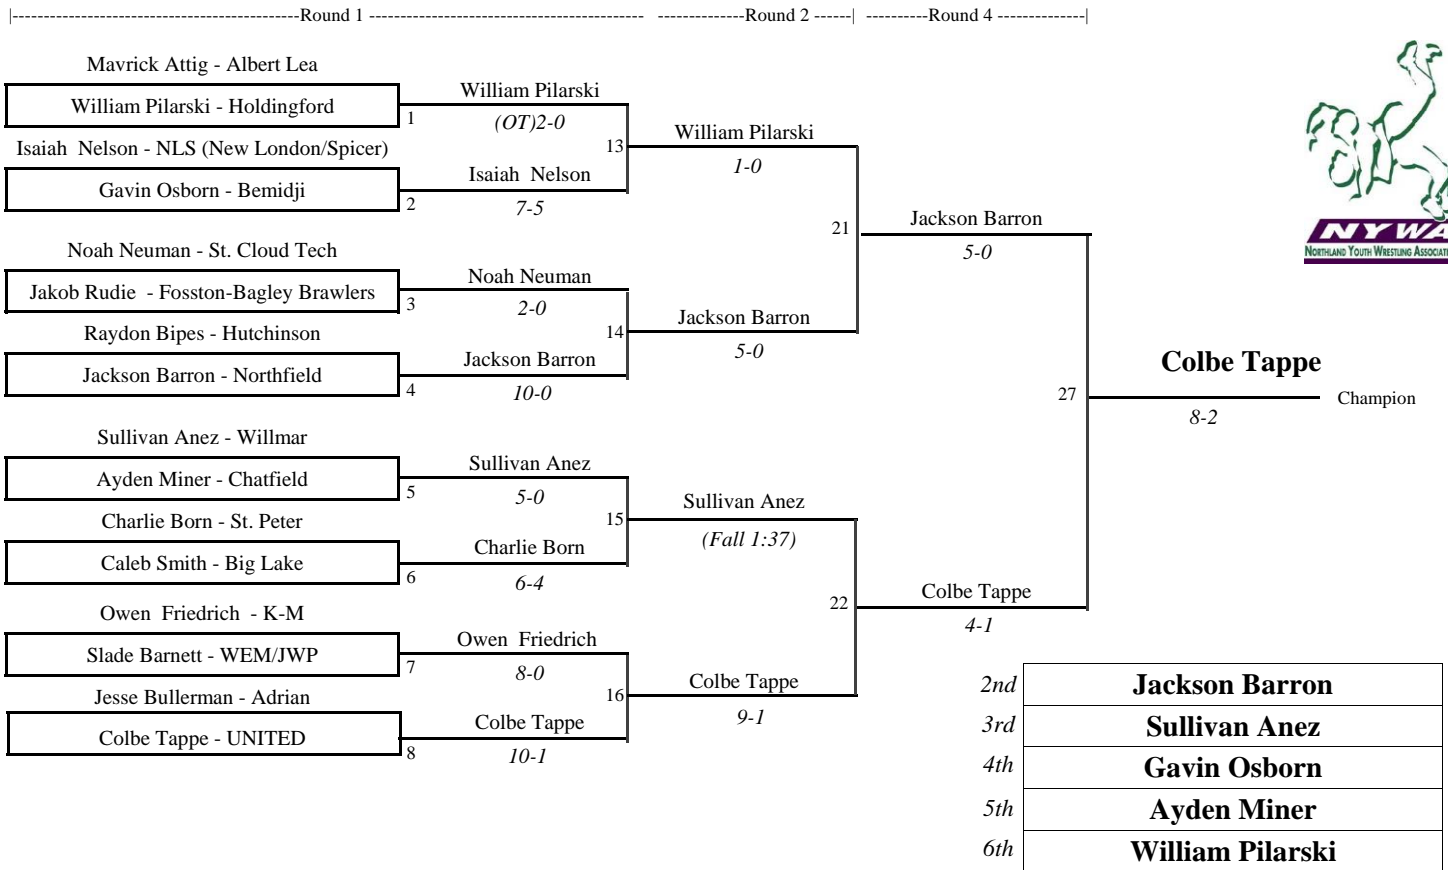 |---Round 1 --- ---Round 2 ------| ----------Round 4 --------------|
Mavrick Attig - Albert Lea
William Pilarski - Holdingford
1
William Pilarski
(OT)2-0
Isaiah Nelson - NLS (New London/Spicer)
Gavin Osborn - Bemidji
2
Isaiah Nelson
7-5
13
William Pilarski
1-0
Noah Neuman - St. Cloud Tech
Jakob Rudie - Fosston-Bagley Brawlers
3
Noah Neuman
2-0
Raydon Bipes - Hutchinson
Jackson Barron - Northfield
4
Jackson Barron
10-0
14
Jackson Barron
5-0
21
Jackson Barron
5-0
Sullivan Anez - Willmar
Ayden Miner - Chatfield
5
Sullivan Anez
5-0
Charlie Born - St. Peter
Caleb Smith - Big Lake
6
Charlie Born
6-4
15
Sullivan Anez
(Fall 1:37)
Owen Friedrich - K-M
Slade Barnett - WEM/JWP
7
Owen Friedrich
8-0
Jesse Bullerman - Adrian
Colbe Tappe - UNITED
8
Colbe Tappe
10-1
16
Colbe Tappe
9-1
22
Colbe Tappe
4-1
27
Colbe Tappe
8-2
Champion
NYWA
NORTHLAND YOUTH WRESTLING
2nd Jackson Barron
3rd Sullivan Anez
4th Gavin Osborn
5th Ayden Miner
6th William Pilarski